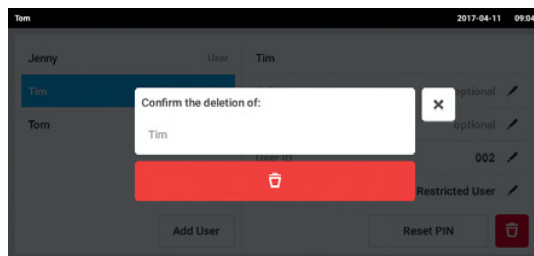 Tom 2017-04-11 09:04
Jenny User Tim
Tim optional
Confirm the deletion of:
Tom optional
Tim
User ID 002
Restricted User
Add User Reset PIN